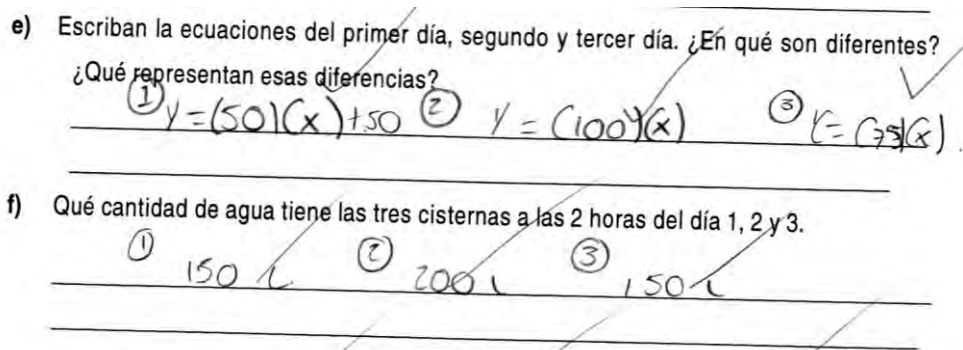 e) Escriban la ecuaciones del primer día, segundo y tercer día. ¿En qué son diferentes?
¿Qué representan esas diferencias?
① y=(50)(x)+50 ② y = (100)(x) ③ Y=(75)(x).
f) Qué cantidad de agua tiene las tres cisternas a las 2 horas del día 1, 2 y 3.
① 150 L ② 200 L ③ 150 L